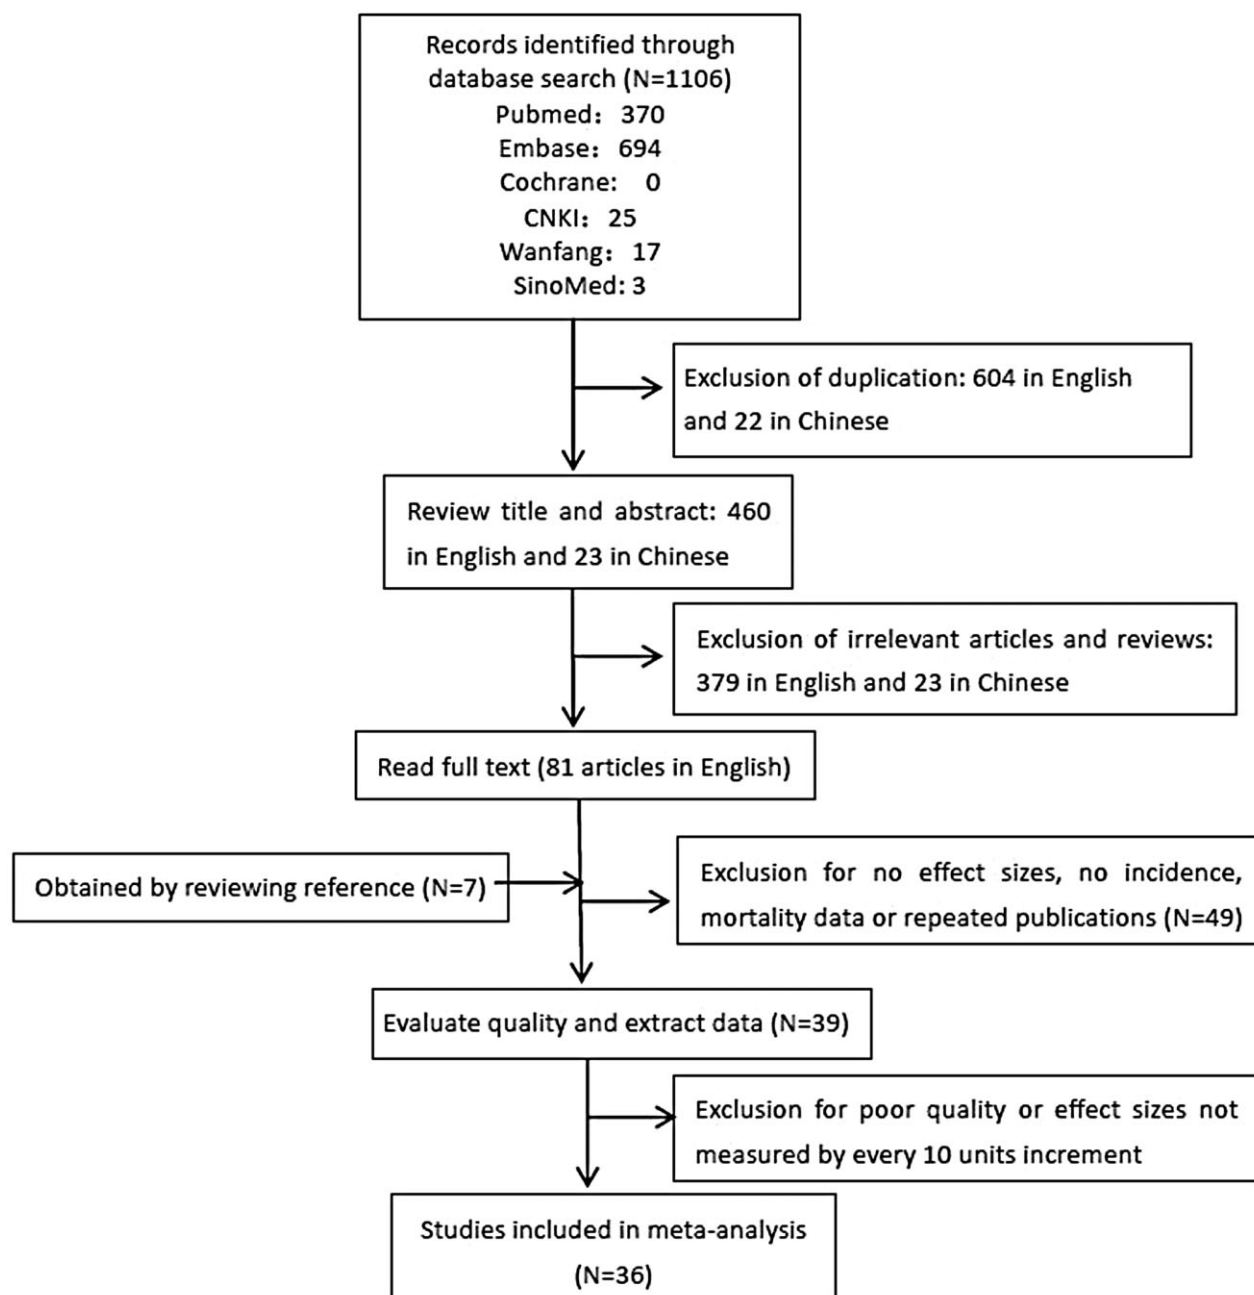 Records identified through
database search (N=1106)
Pubmed： 370
Embase： 694
Cochrane: 0
CNKI： 25
Wanfang： 17
SinoMed: 3
Exclusion of duplication: 604 in English
and 22 in Chinese
Review title and abstract: 460
in English and 23 in Chinese
Exclusion of irrelevant articles and reviews:
379 in English and 23 in Chinese
Read full text (81 articles in English)
Obtained by reviewing reference (N=7)
Exclusion for no effect sizes, no incidence,
mortality data or repeated publications (N=49)
Evaluate quality and extract data (N=39)
Exclusion for poor quality or effect sizes not
measured by every 10 units increment
Studies included in meta-analysis
(N=36)